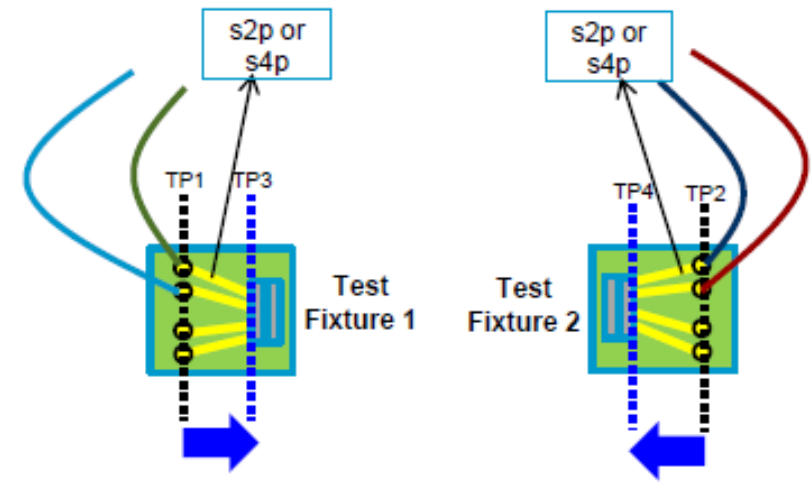 s2p or
s4p
s2p or
s4p
TP1
TP3
TP4
TP2
Test
Fixture 1
Test
Fixture 2